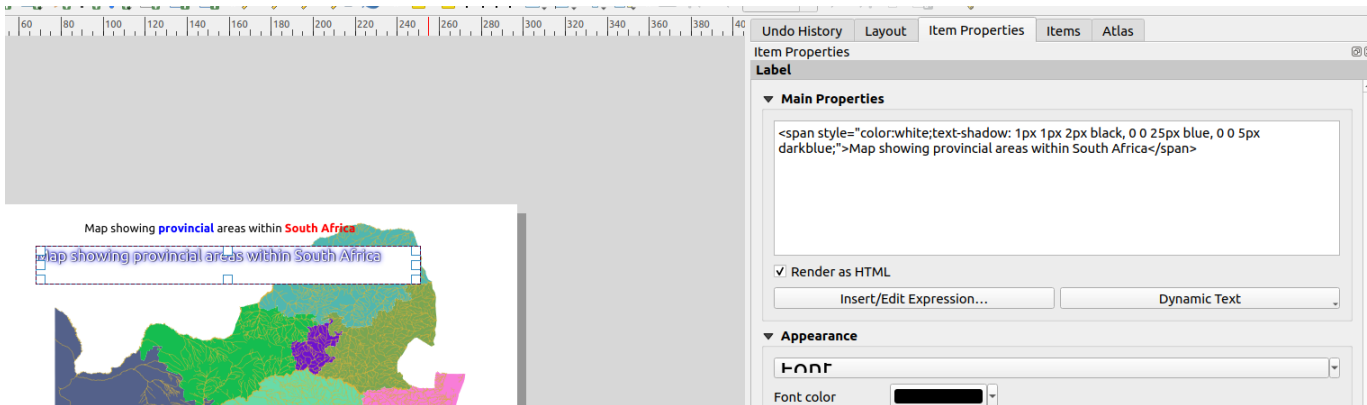 60 80 100 120 140 160 180 200 220 240 260 280 300 320 340 360 380 40
Undo History Layout Item Properties Items Atlas
Item Properties
Label
Main Properties
<span style="color:white;text-shadow: 1px 1px 2px black, 0 0 25px blue, 0 0 5px
darkblue;">Map showing provincial areas within South Africa</span>
Render as HTML
Insert/Edit Expression... Dynamic Text
Appearance
Font
Font color
Map showing provincial areas within South Africa
Map showing provincial areas within South Africa